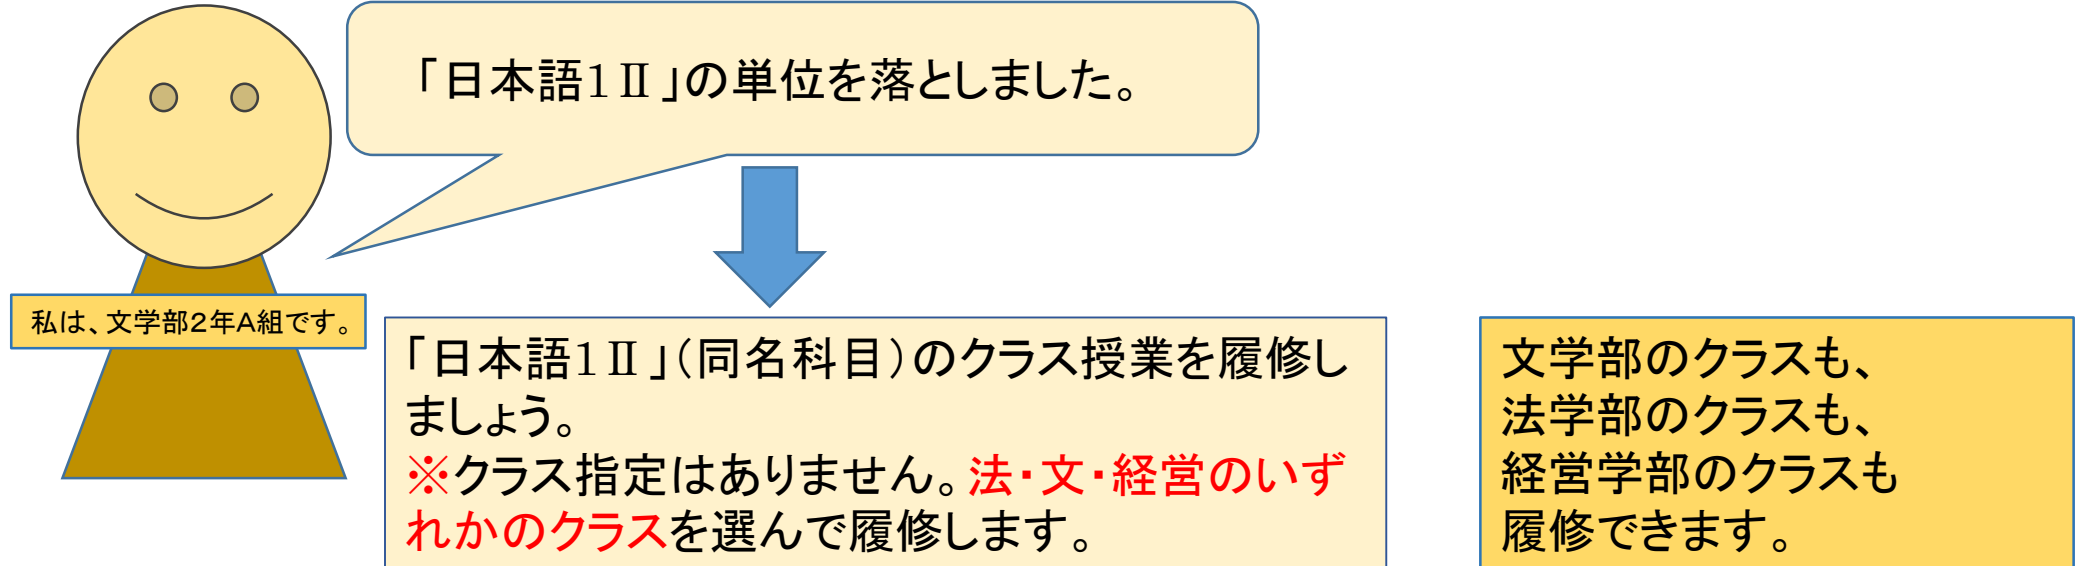 「日本語1Ⅱ」の単位を落としました。
私は、文学部2年A組です。
「日本語1Ⅱ」(同名科目)のクラス授業を履修し
ましょう。
※クラス指定はありません。法・文・経営のいず
れかのクラスを選んで履修します。
文学部のクラスも、
法学部のクラスも、
経営学部のクラスも
履修できます。